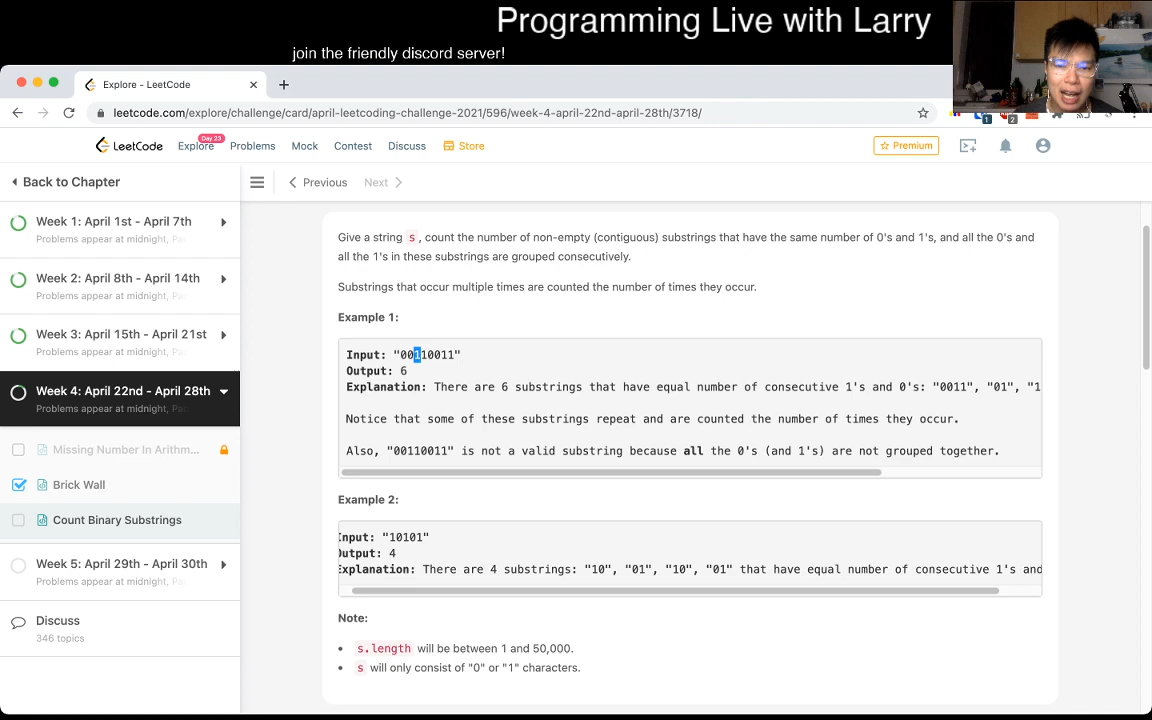 Programming Live with Larry
join the friendly discord server!
Explore - LeetCode
leetcode.com/explore/challenge/card/april-leetcoding-challenge-2021/596/week-4-april-22nd-april-28th/3718/
1
2
LeetCode
Explore
Day 23
Problems
Mock
Contest
Discuss
Store
Premium
Back to Chapter
Previous
Next
Week 1: April 1st - April 7th
Problems appear at midnight, Pa
Week 2: April 8th - April 14th
Problems appear at midnight, Pa
Week 3: April 15th - April 21st
Problems appear at midnight, Pa
Week 4: April 22nd - April 28th
Problems appear at midnight, Pa
Missing Number In Arithm...
Brick Wall
Count Binary Substrings
Week 5: April 29th - April 30th
Problems appear at midnight, Pa
Discuss
346 topics
Give a string s, count the number of non-empty (contiguous) substrings that have the same number of 0's and 1's, and all the 0's and
all the 1's in these substrings are grouped consecutively.
Substrings that occur multiple times are counted the number of times they occur.
Example 1:
Input: "00110011"
Output: 6
Explanation: There are 6 substrings that have equal number of consecutive 1's and 0's: "0011", "01", "1
Notice that some of these substrings repeat and are counted the number of times they occur.
Also, "00110011" is not a valid substring because all the 0's (and 1's) are not grouped together.
Example 2:
Input: "10101"
Output: 4
Explanation: There are 4 substrings: "10", "01", "10", "01" that have equal number of consecutive 1's and
Note:
• s.length will be between 1 and 50,000.
• s will only consist of "0" or "1" characters.